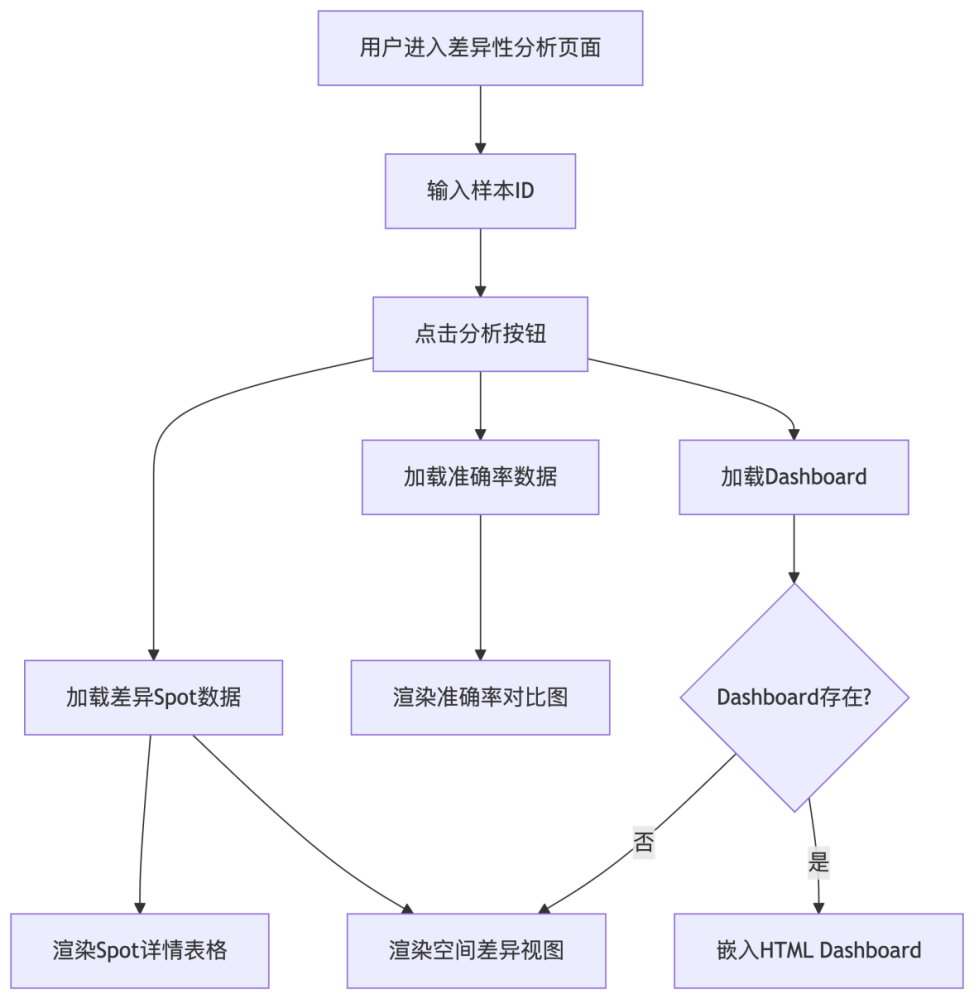 用户进入差异性分析页面
输入样本ID
点击分析按钮
加载准确率数据
加载Dashboard
加载差异Spot数据
渲染准确率对比图
Dashboard存在?
否
是
渲染Spot详情表格
渲染空间差异视图
嵌入HTML Dashboard